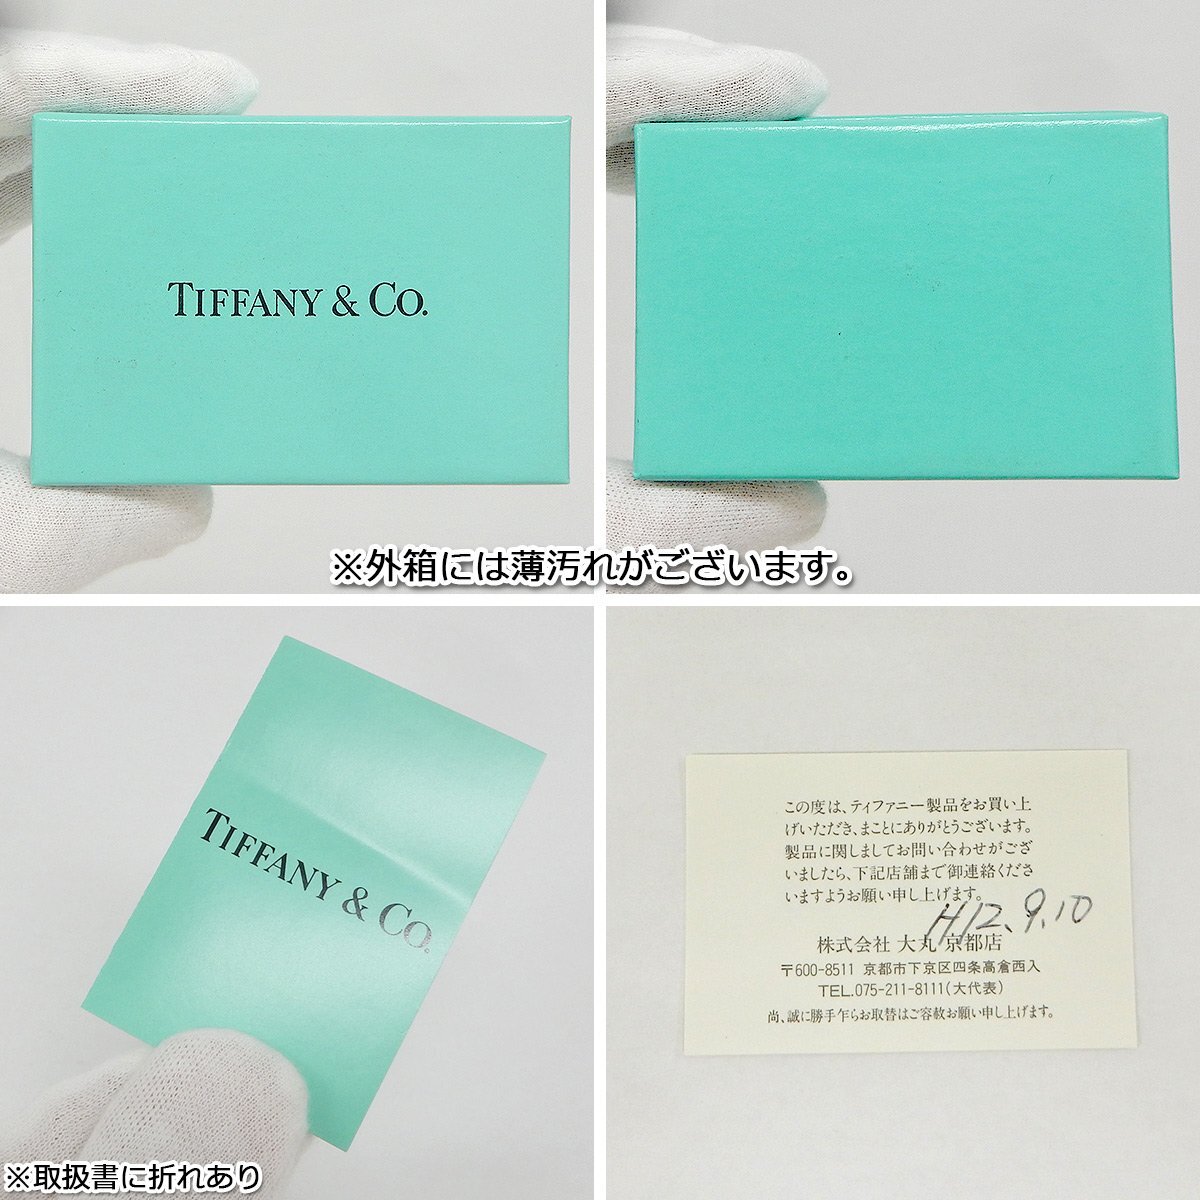 TIFFANY & CO.
※外箱には薄汚れがございます。
TIFFANY & CO.
※取扱書に折れあり
この度は、ティファニー製品をお買い上
げいただき、まことにありがとうございます。
製品に関しましてお問い合わせがござ
いましたら、下記店舗まで御連絡くださ
いますようお願い申し上げます。
H12.9.10
株式会社 大丸 京都店
〒600-8511 京都市下京区四条高倉西入
TEL.075-211-8111(大代表)
尚、誠に勝手乍らお取替はご容赦お願い申し上げます。